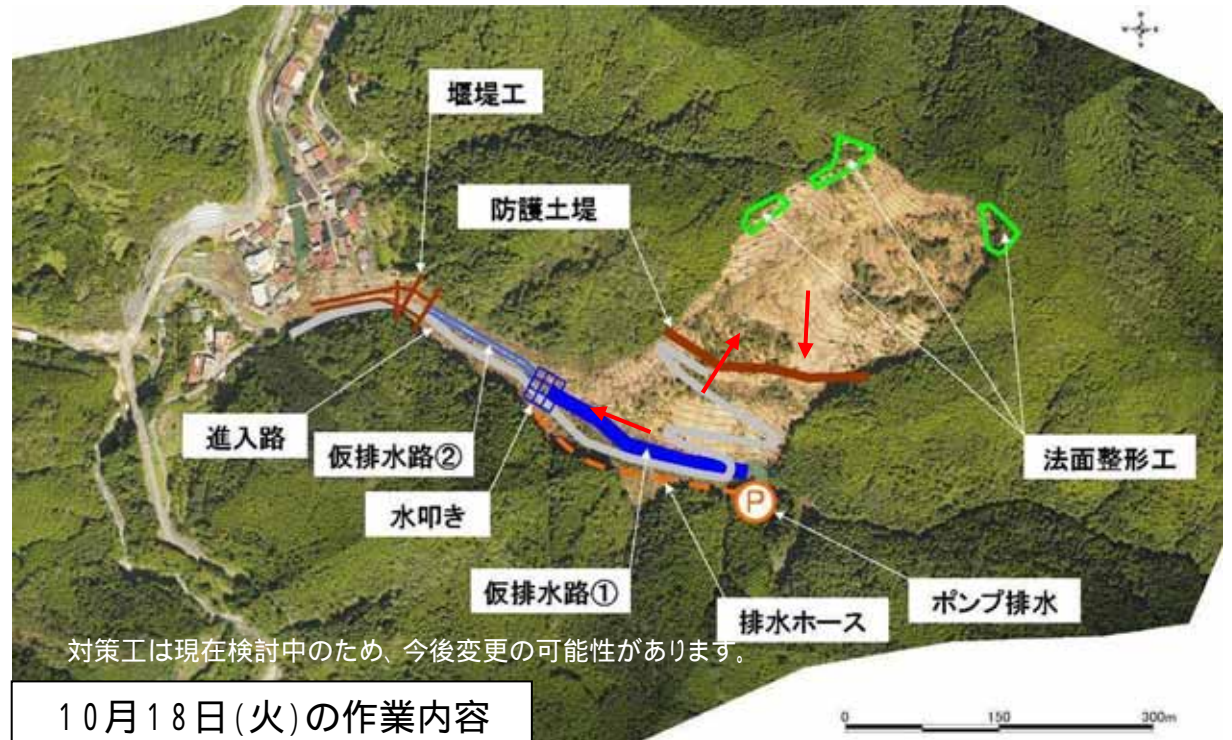 堰堤工
防護土堤
進入路
仮排水路②
水叩き
仮排水路①
排水ホース
ポンプ排水
法面整形工
P
対策工は現在検討中のため、今後変更の可能性があります。
10月18日(火)の作業内容
0 150 300m